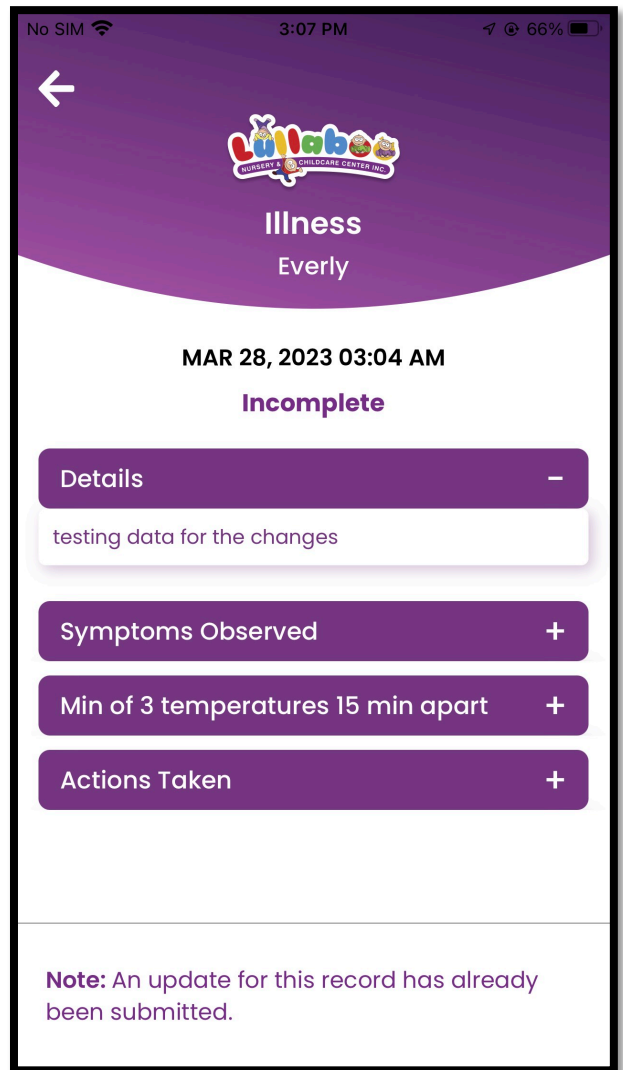 No SIM 3:07 PM 66%
Lullaboo
NURSERY & CHILDCARE CENTER INC.
Illness
Everly
MAR 28, 2023 03:04 AM
Incomplete
Details −
testing data for the changes
Symptoms Observed +
Min of 3 temperatures 15 min apart +
Actions Taken +
Note: An update for this record has already
been submitted.